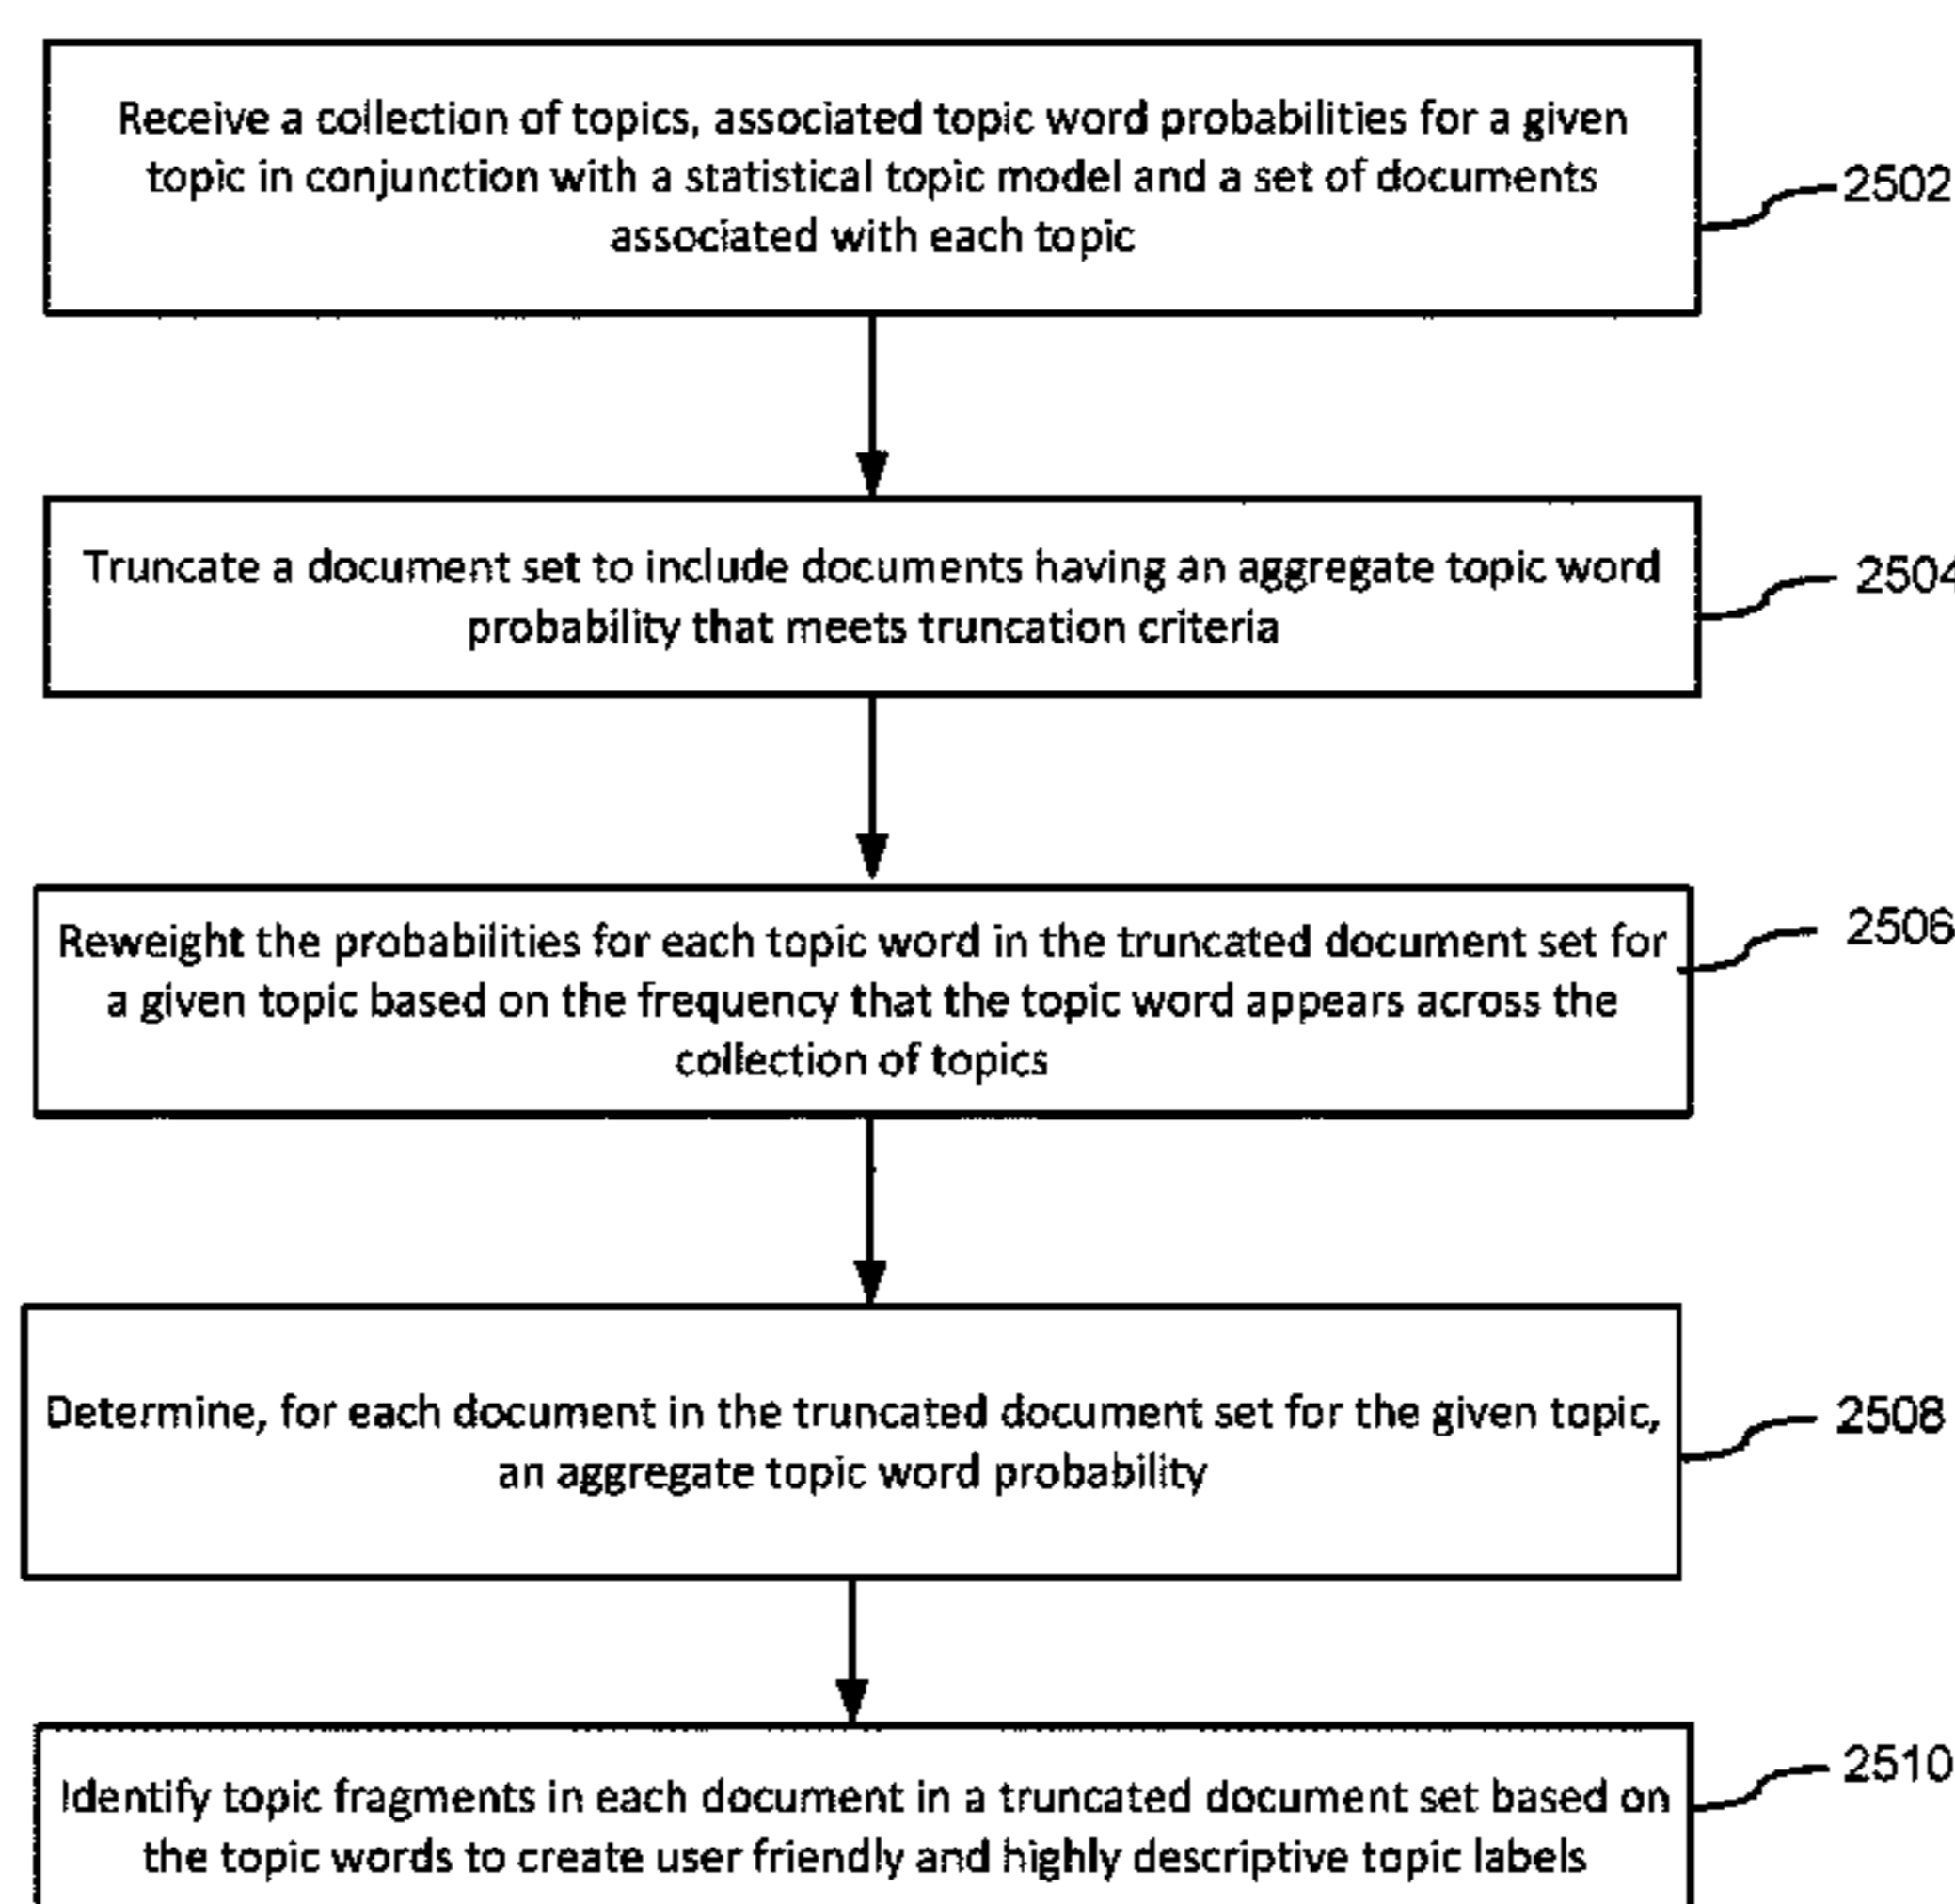 Receive a collection of topics, associated topic word probabilities for a given
topic in conjunction with a statistical topic model and a set of documents
associated with each topic
2502
Truncate a document set to include documents having an aggregate topic word
probability that meets truncation criteria
2504
Reweight the probabilities for each topic word in the truncated document set for
a given topic based on the frequency that the topic word appears across the
collection of topics
2506
Determine, for each document in the truncated document set for the given topic,
an aggregate topic word probability
2508
Identify topic fragments in each document in a truncated document set based on
the topic words to create user friendly and highly descriptive topic labels
2510